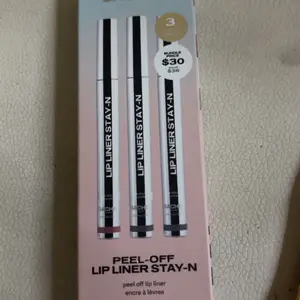 3
BUNDLE
PRICE
$30
LIP LINER STAY-N
LIP LINER STAY-N
LIP LINER STAY-N
PEEL-OFF
LIP LINER STAY-N
peel off lip liner
encre à lèvres